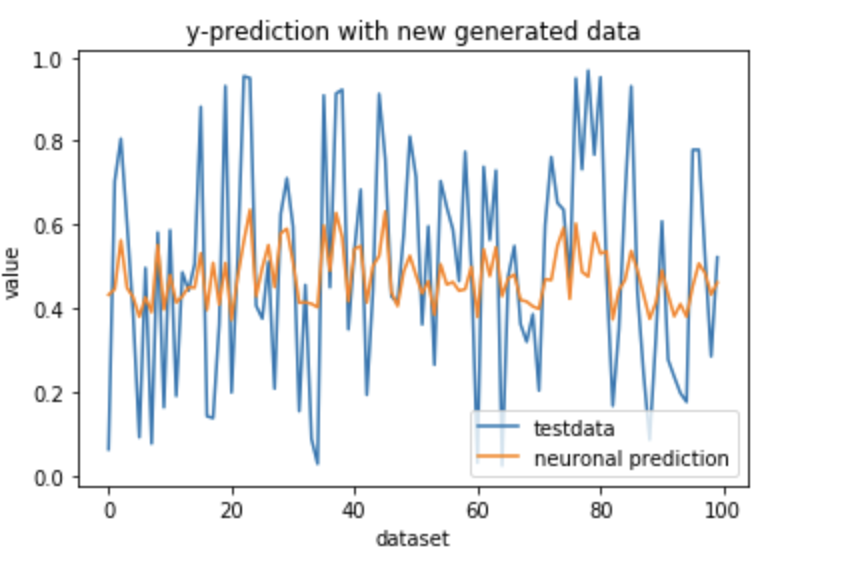 y-prediction with new generated data
1.0
0.8
0.6
0.4
0.2
0.0
value
testdata
neuronal prediction
0 20 40 60 80 100
dataset